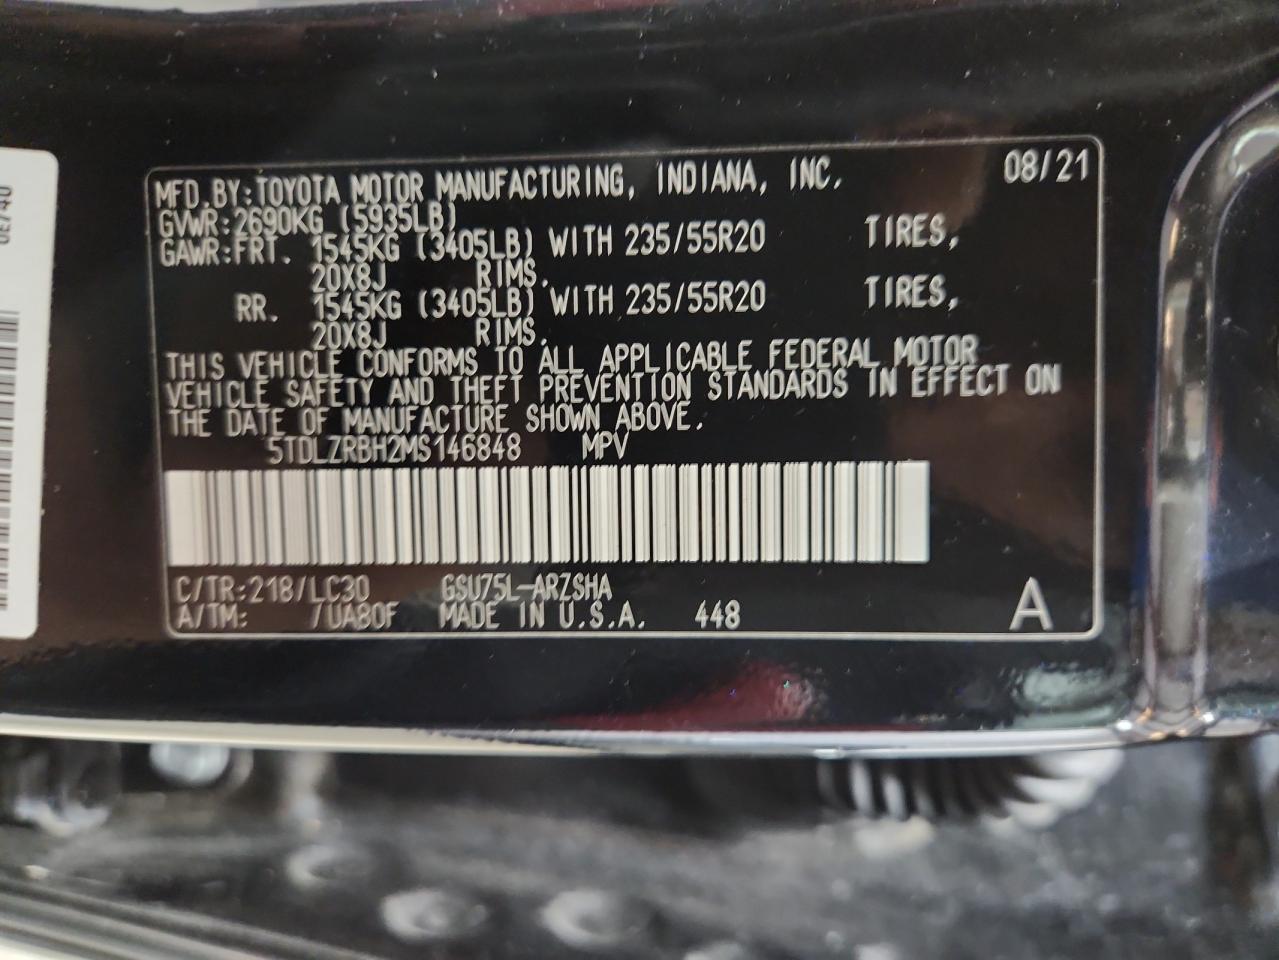 MFD.BY:TOYOTA MOTOR MANUFACTURING, INDIANA, INC. 08/21
GVWR:2690KG (5935LB)
GAWR:FRT. 1545KG (3405LB) WITH 235/55R20 TIRES,
20X8J RIMS.
RR. 1545KG (3405LB) WITH 235/55R20 TIRES,
20X8J RIMS.
THIS VEHICLE CONFORMS TO ALL APPLICABLE FEDERAL MOTOR
VEHICLE SAFETY AND THEFT PREVENTION STANDARDS IN EFFECT ON
THE DATE OF MANUFACTURE SHOWN ABOVE.
5TDLZRBH2MS146848 MPV
C/TR:218/LC30 GSU75L-ARZSHA
A/TM: /UA80F MADE IN U.S.A. 448 A